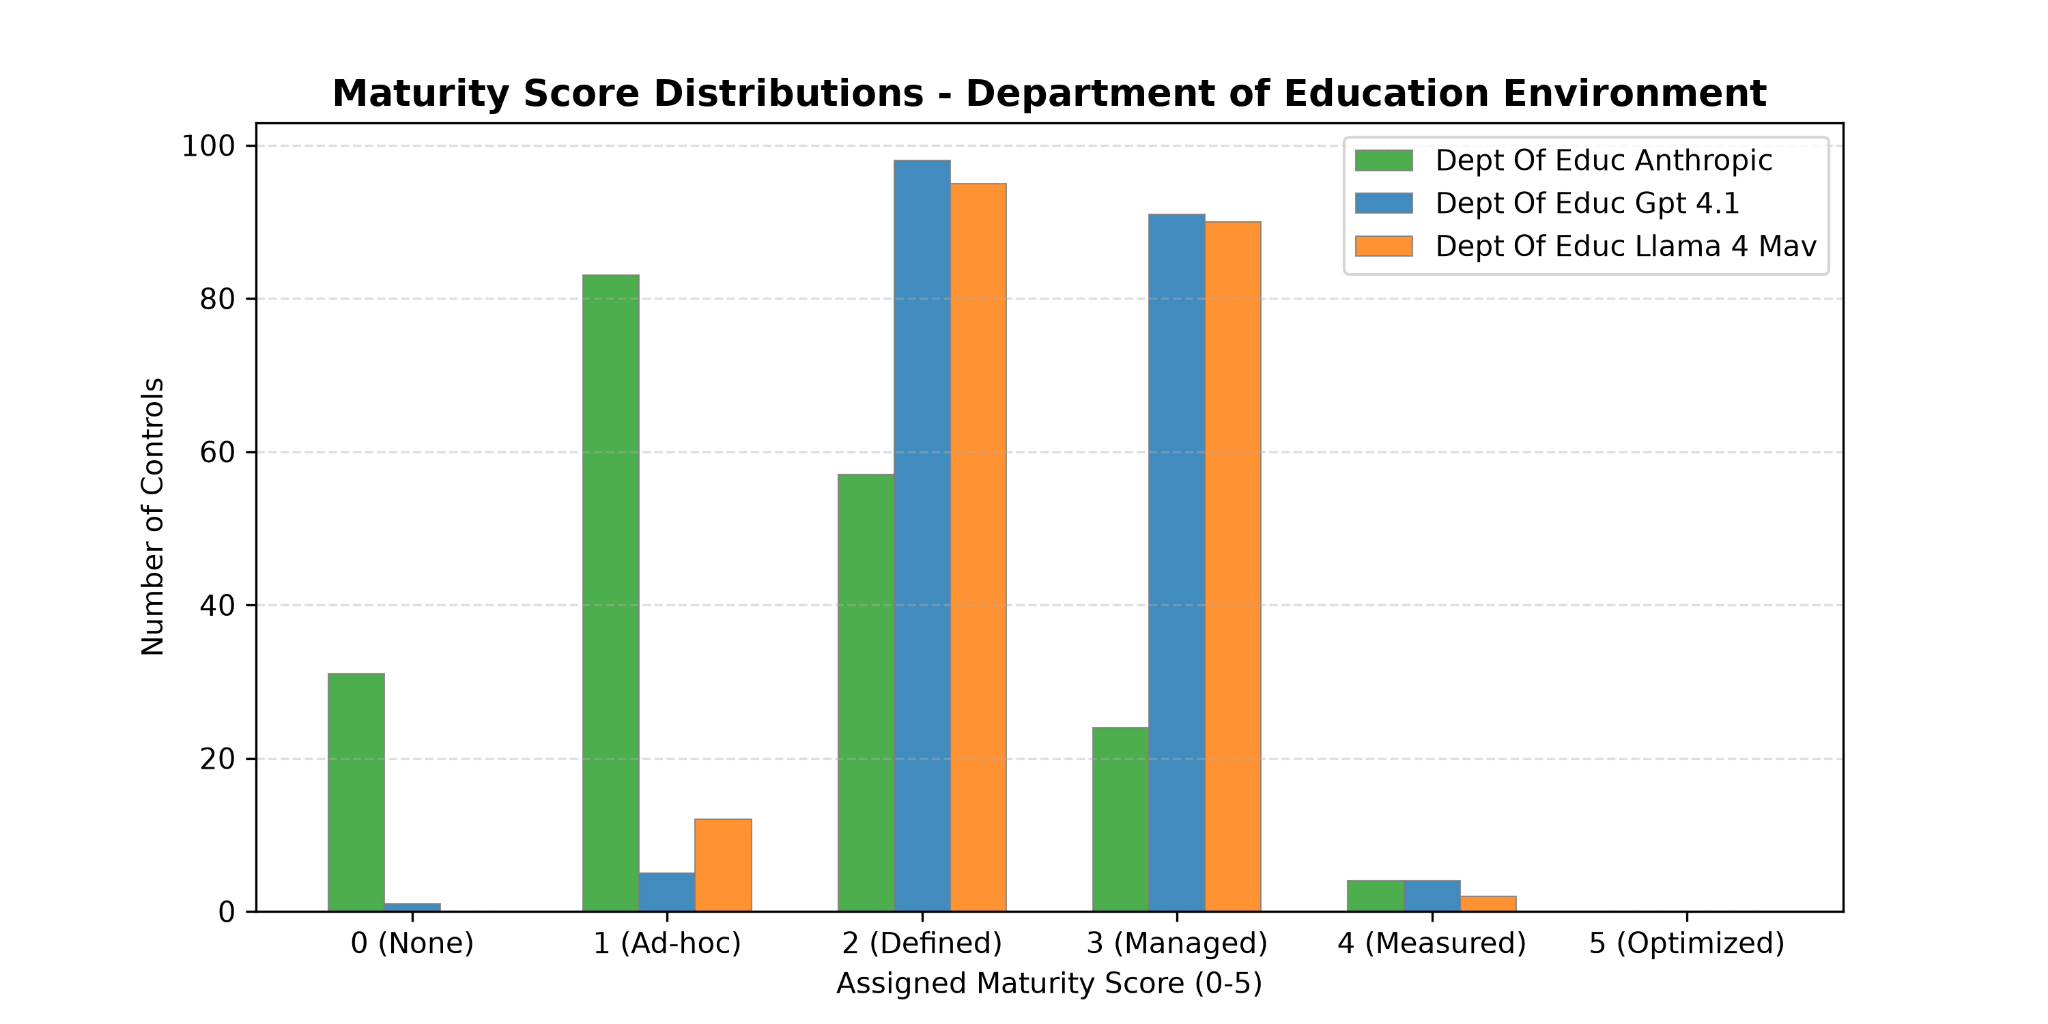 Maturity Score Distributions - Department of Education Environment
100
80
60
40
20
0
Number of Controls
Dept Of Educ Anthropic
Dept Of Educ Gpt 4.1
Dept Of Educ Llama 4 Mav
0 (None)
1 (Ad-hoc)
2 (Defined)
3 (Managed)
4 (Measured)
5 (Optimized)
Assigned Maturity Score (0-5)